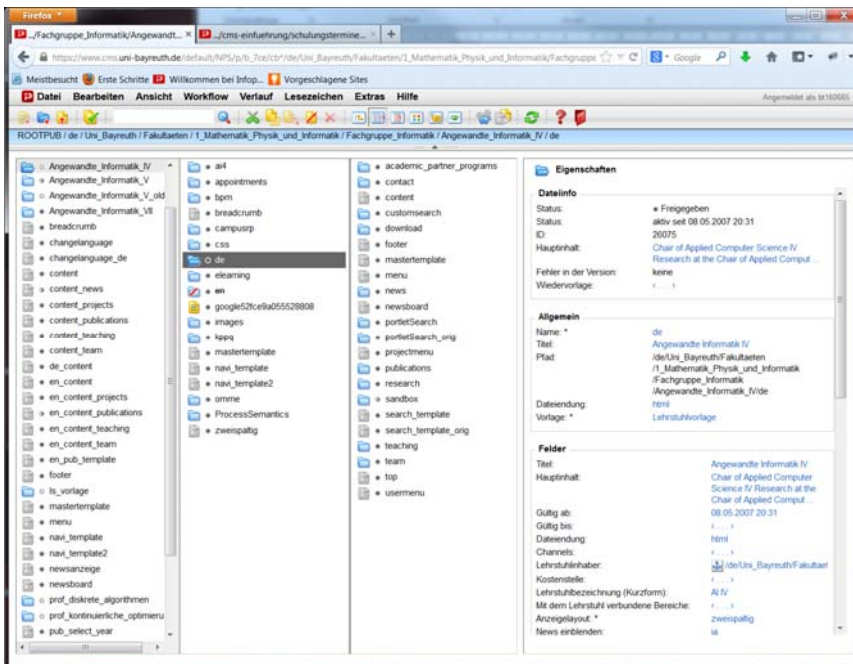 Firefox
.../Fachgruppe_Informatik/Angewandt... ×
.../cms-einfuehrung/schulungstermine... ×
+
https://www.cms.uni-bayreuth.de/default/NPS/p/b_7ce/cb*/de/Uni_Bayreuth/Fakultaeten/1_Mathematik_Physik_und_Informatik/Fachgruppe
Google
Meistbesucht Erste Schritte Willkommen bei Infop... Vorgeschlagene Sites
Datei Bearbeiten Ansicht Workflow Verlauf Lesezeichen Extras Hilfe
Angemeldet als bt160665
ROOTPUB / de / Uni_Bayreuth / Fakultaeten / 1_Mathematik_Physik_und_Informatik / Fachgruppe_Informatik / Angewandte_Informatik_IV / de
Angewandte_Informatik_IV
Angewandte_Informatik_V
Angewandte_Informatik_V_old
Angewandte_Informatik_VII
breadcrumb
changelanguage
changelanguage_de
content
content_news
content_projects
content_publications
content_teaching
content_team
de_content
en_content
en_content_projects
en_content_publications
en_content_teaching
en_content_team
en_pub_template
footer
ls_vorlage
mastertemplate
menu
navi_template
navi_template2
newsanzeige
newsboard
prof_diskrete_algorithmen
prof_kontinuierliche_optimieru
pub_select_year
ai4
appointments
bpm
breadcrumb
campusrp
css
de
elearning
en
google52fce9a055528808
images
kppq
mastertemplate
navi_template
navi_template2
omme
ProcessSemantics
zweispaltig
academic_partner_programs
contact
content
customsearch
download
footer
mastertemplate
menu
news
newsboard
portletSearch
portletSearch_orig
projectmenu
publications
research
sandbox
search_template
search_template_orig
teaching
team
top
usermenu
Eigenschaften
Dateiinfo
Status: Freigegeben
Status: aktiv seit 08.05.2007 20:31
ID: 26075
Hauptinhalt: Chair of Applied Computer Science IV
Research at the Chair of Applied Comput ...
Fehler in der Version: keine
Wiedervorlage: ‹ . . . ›
Allgemein
Name: * de
Titel: Angewandte Informatik IV
Pfad: /de/Uni_Bayreuth/Fakultaeten
/1_Mathematik_Physik_und_Informatik
/Fachgruppe_Informatik
/Angewandte_Informatik_IV/de
Dateiendung: html
Vorlage: * Lehrstuhlvorlage
Felder
Titel: Angewandte Informatik IV
Hauptinhalt: Chair of Applied Computer
Science IV Research at the
Chair of Applied Comput ...
Gültig ab: 08.05.2007 20:31
Gültig bis: ‹ . . . ›
Dateiendung: html
Channels: ‹ . . . ›
Lehrstuhlinhaber: /de/Uni_Bayreuth/Fakultaet
Kostenstelle: ‹ . . . ›
Lehrstuhlbezeichnung (Kurzform): AI IV
Mit dem Lehrstuhl verbundene Bereiche: ‹ . . . ›
Anzeigelayout: * zweispaltig
News einblenden: ja